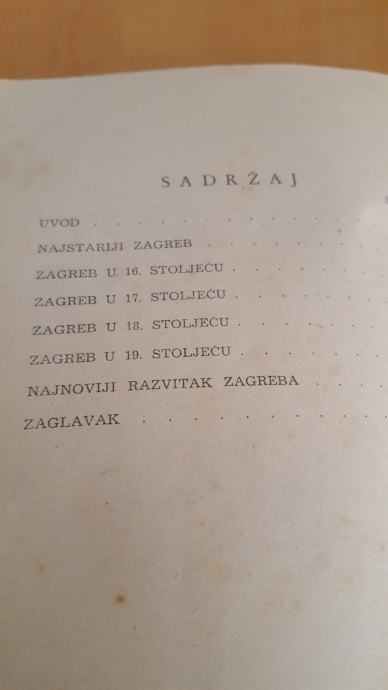 SADRŽAJ
UVOD . . . . . . . . . . .
NAJSTARIJI ZAGREB . . . . . . .
ZAGREB U 16. STOLJEĆU . . . . . .
ZAGREB U 17. STOLJEĆU . . . . . .
ZAGREB U 18. STOLJEĆU . . . . . .
ZAGREB U 19. STOLJEĆU . . . . . .
NAJNOVIJI RAZVITAK ZAGREBA . . . .
ZAGLAVAK . . . . . . . . . .